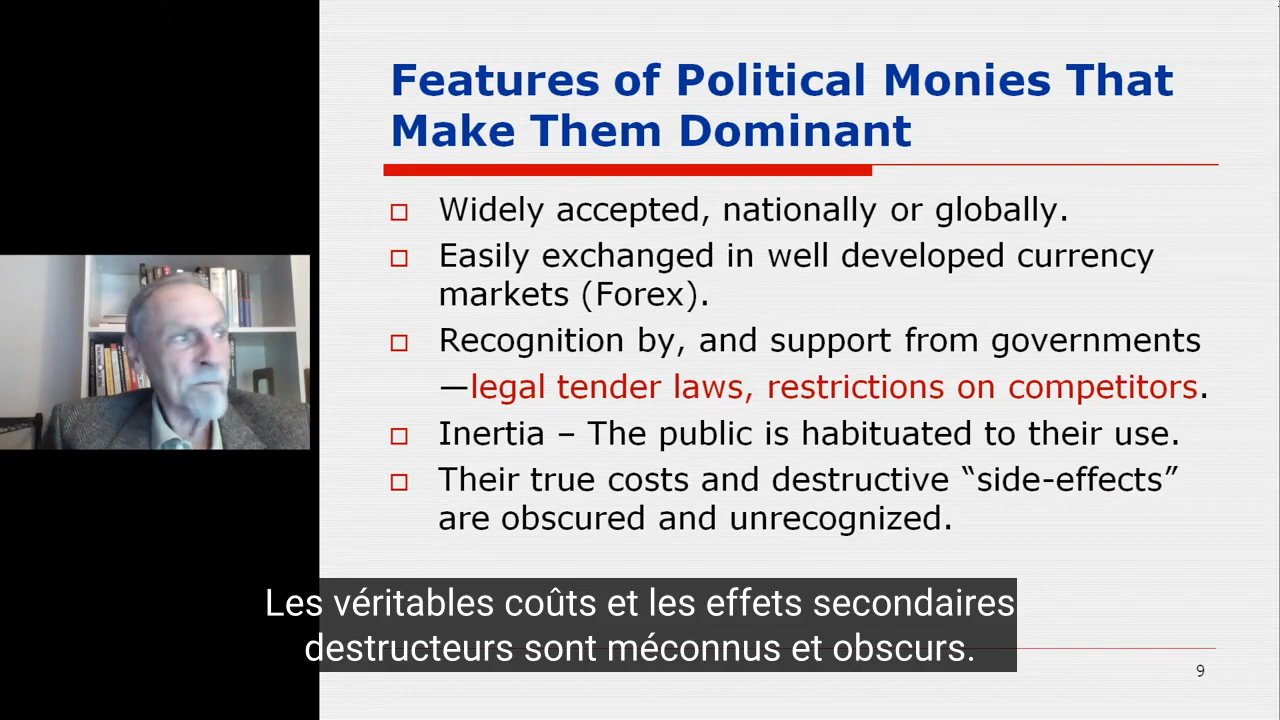 Features of Political Monies That
Make Them Dominant
Widely accepted, nationally or globally.
Easily exchanged in well developed currency
markets (Forex).
Recognition by, and support from governments
—legal tender laws, restrictions on competitors.
Inertia – The public is habituated to their use.
Their true costs and destructive “side-effects”
are obscured and unrecognized.
Les véritables coûts et les effets secondaires
destructeurs sont méconnus et obscurs.
9